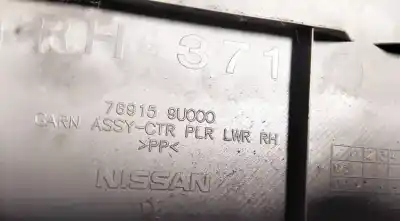 RH 371
76915 9U000
GARN ASSY-CTR PLR LWR RH
>PP<
NISSAN